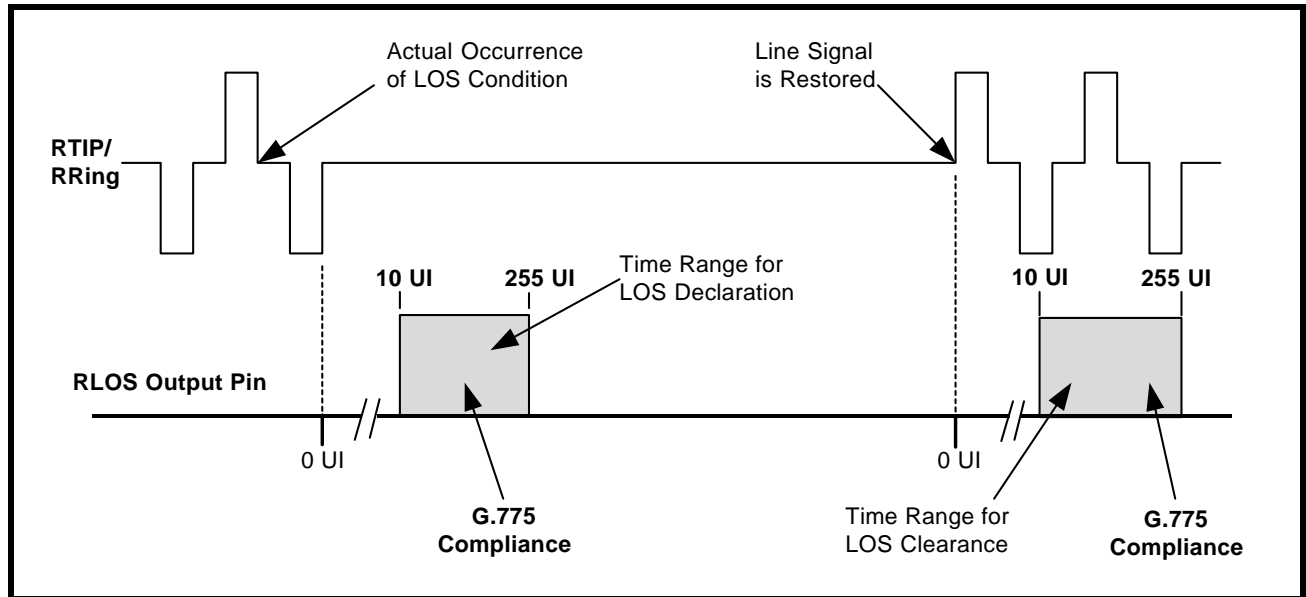 Actual Occurrence
of LOS Condition
Line Signal
is Restored
RTIP/
RRing
10 UI
255 UI
Time Range for
LOS Declaration
10 UI
255 UI
RLOS Output Pin
0 UI
0 UI
G.775
Compliance
Time Range for
LOS Clearance
G.775
Compliance